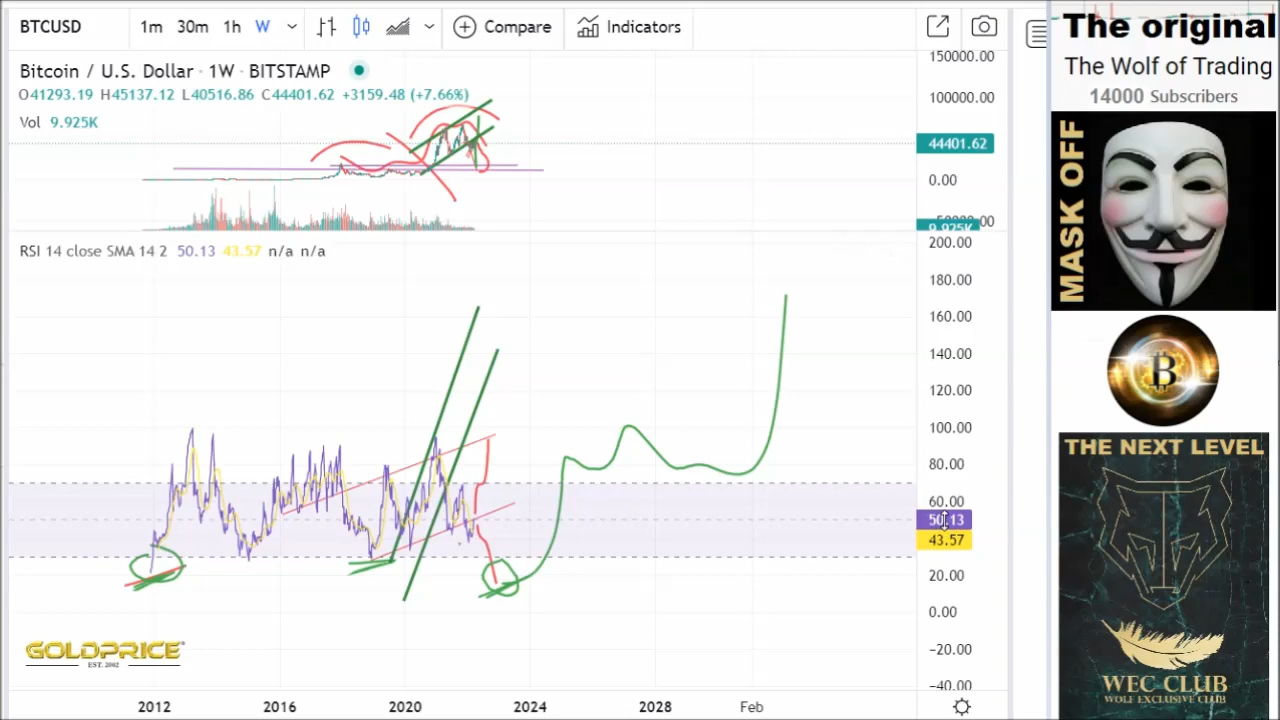 BTCUSD 1m 30m 1h W Compare Indicators
Bitcoin / U.S. Dollar · 1W · BITSTAMP
O41293.19 H45137.12 L40516.86 C44401.62 +3159.48 (+7.66%)
Vol 9.925K
150000.00
100000.00
44401.62
0.00
9.925K
RSI 14 close SMA 14 2 50.13 43.57 n/a n/a
200.00
180.00
160.00
140.00
120.00
100.00
80.00
60.00
50.13
43.57
20.00
0.00
−20.00
−40.00
2012 2016 2020 2024 2028 Feb
GOLDPRICE®
EST. 2002
The original
The Wolf of Trading
14000 Subscribers
MASK OFF
THE NEXT LEVEL
WEC CLUB
WOLF EXCLUSIVE CLUB